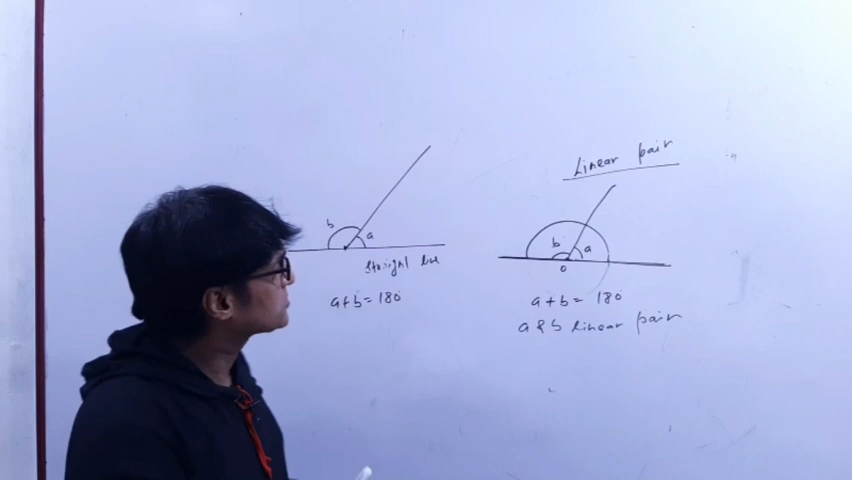 b
a
straight line
a+b = 180°
Linear pair
b
a
o
a+b = 180°
a & b linear pair